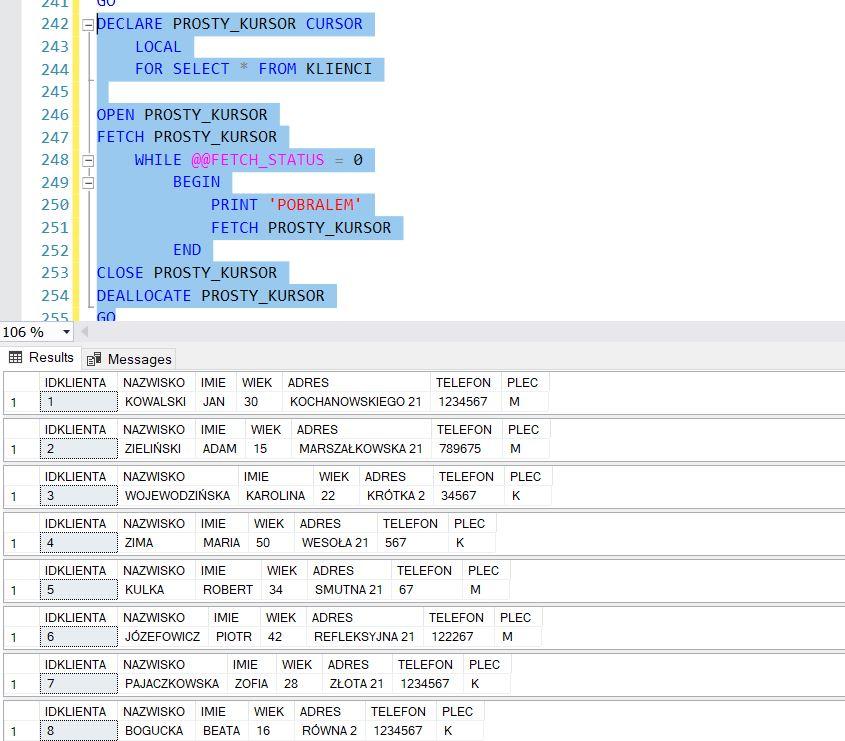 241 GO
242 DECLARE PROSTY_KURSOR CURSOR
243 LOCAL
244 FOR SELECT * FROM KLIENCI
245
246 OPEN PROSTY_KURSOR
247 FETCH PROSTY_KURSOR
248 WHILE @@FETCH_STATUS = 0
249 BEGIN
250 PRINT 'POBRALEM'
251 FETCH PROSTY_KURSOR
252 END
253 CLOSE PROSTY_KURSOR
254 DEALLOCATE PROSTY_KURSOR
255 GO
106 %
Results Messages
IDKLIENTA NAZWISKO IMIE WIEK ADRES TELEFON PLEC
1 1 KOWALSKI JAN 30 KOCHANOWSKIEGO 21 1234567 M
IDKLIENTA NAZWISKO IMIE WIEK ADRES TELEFON PLEC
1 2 ZIELIŃSKI ADAM 15 MARSZAŁKOWSKA 21 789675 M
IDKLIENTA NAZWISKO IMIE WIEK ADRES TELEFON PLEC
1 3 WOJEWODZIŃSKA KAROLINA 22 KRÓTKA 2 34567 K
IDKLIENTA NAZWISKO IMIE WIEK ADRES TELEFON PLEC
1 4 ZIMA MARIA 50 WESOŁA 21 567 K
IDKLIENTA NAZWISKO IMIE WIEK ADRES TELEFON PLEC
1 5 KULKA ROBERT 34 SMUTNA 21 67 M
IDKLIENTA NAZWISKO IMIE WIEK ADRES TELEFON PLEC
1 6 JÓZEFOWICZ PIOTR 42 REFLEKSYJNA 21 122267 M
IDKLIENTA NAZWISKO IMIE WIEK ADRES TELEFON PLEC
1 7 PAJACZKOWSKA ZOFIA 28 ZŁOTA 21 1234567 K
IDKLIENTA NAZWISKO IMIE WIEK ADRES TELEFON PLEC
1 8 BOGUCKA BEATA 16 RÓWNA 2 1234567 K